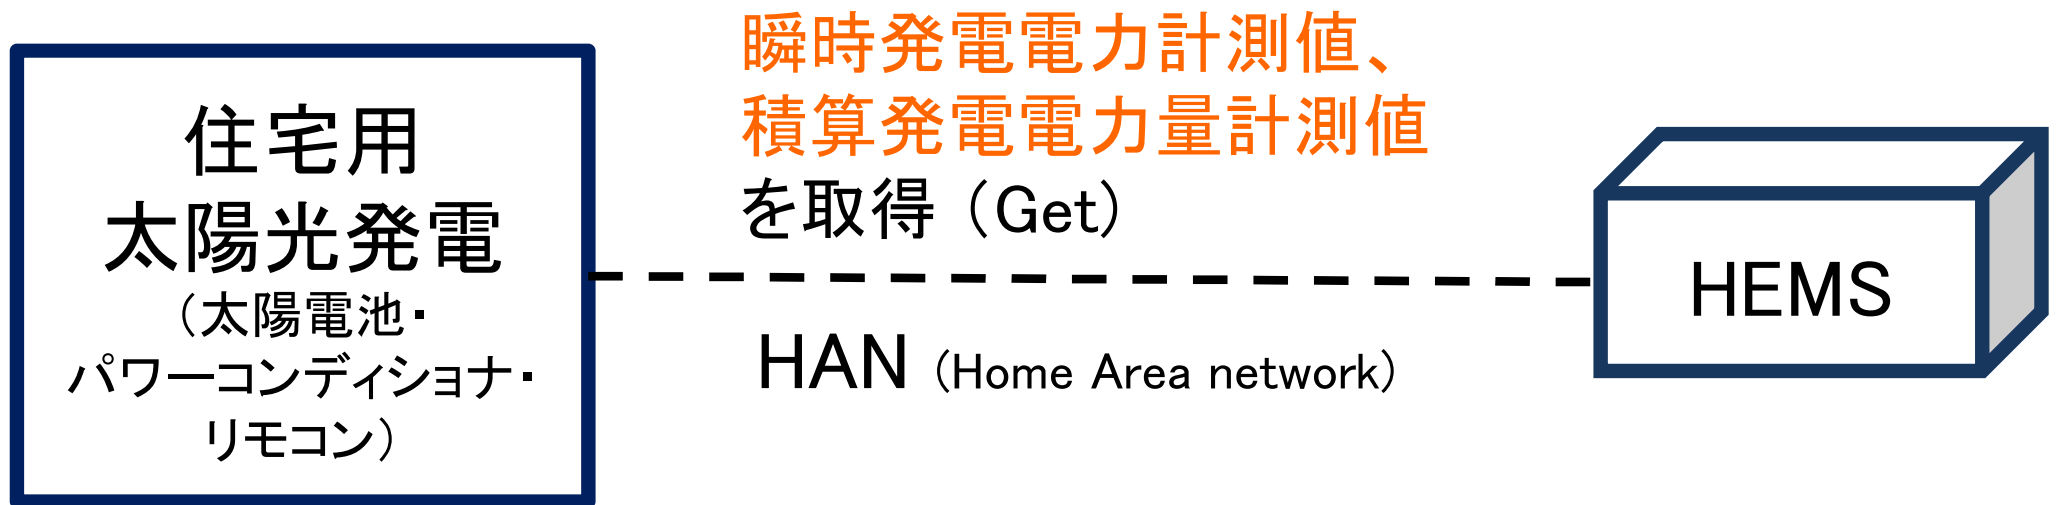 住宅用
太陽光発電
（太陽電池・
パワーコンディショナ・
リモコン）
瞬時発電電力計測値、
積算発電電力量計測値
を取得（Get）
HAN（Home Area network）
HEMS